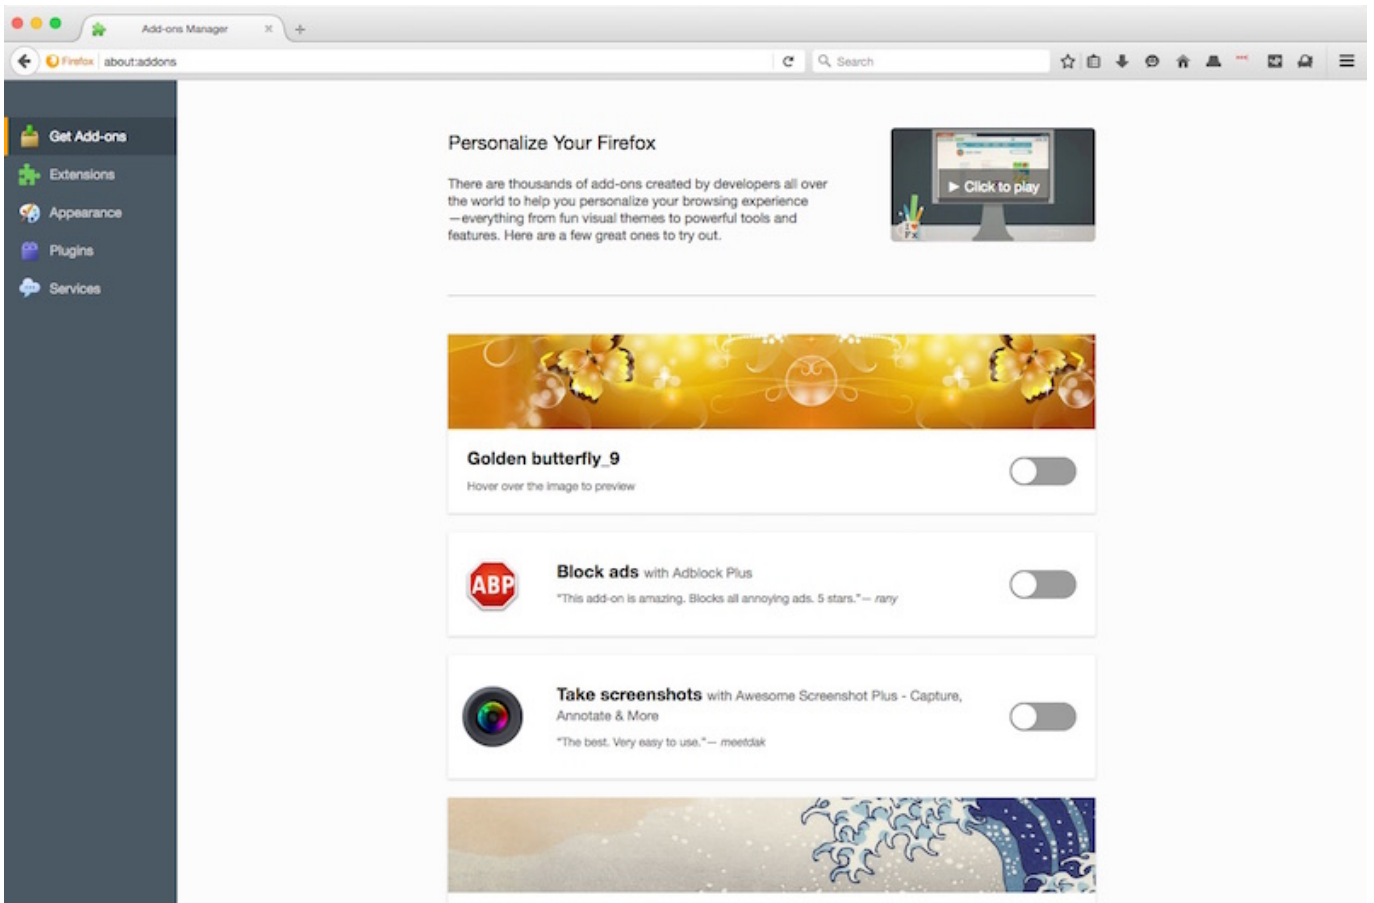 Add-ons Manager
Firefox about:addons
Search
Get Add-ons
Extensions
Appearance
Plugins
Services
Personalize Your Firefox
There are thousands of add-ons created by developers all over
the world to help you personalize your browsing experience
—everything from fun visual themes to powerful tools and
features. Here are a few great ones to try out.
▶ Click to play
I ♥
Fx
Golden butterfly_9
Hover over the image to preview
ABP
Block ads with Adblock Plus
"This add-on is amazing. Blocks all annoying ads. 5 stars."— rany
Take screenshots with Awesome Screenshot Plus - Capture,
Annotate & More
"The best. Very easy to use."— meetdak